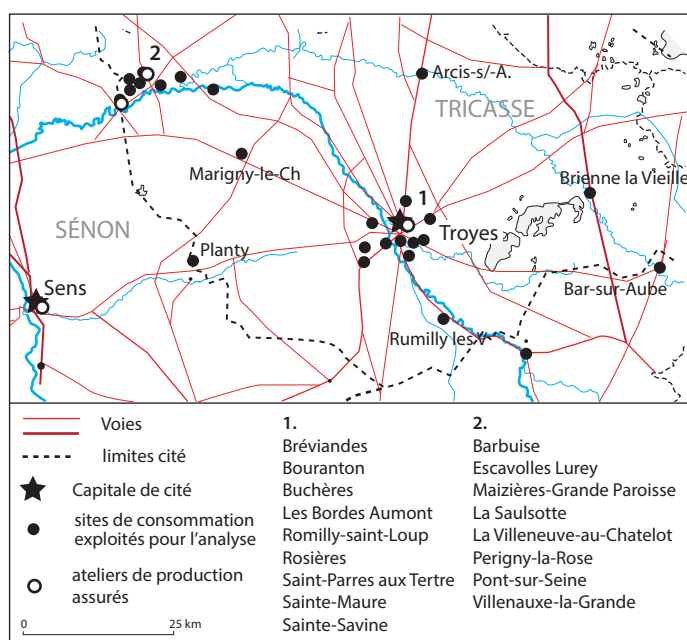 2
Arcis-s/-A.
TRICASSE
Marigny-le-Ch
1
Brienne la Vieille
SÉNON
Troyes
Planty
Sens
Bar-sur-Aube
Rumilly les V
Voies
limites cité
Capitale de cité
sites de consommation
exploités pour l'analyse
ateliers de production
assurés
0 25 km
1.
Bréviandes
Bouranton
Buchères
Les Bordes Aumont
Romilly-saint-Loup
Rosières
Saint-Parres aux Tertre
Sainte-Maure
Sainte-Savine
2.
Barbuise
Escavolles Lurey
Maizières-Grande Paroisse
La Saulsotte
La Villeneuve-au-Chatelot
Perigny-la-Rose
Pont-sur-Seine
Villenauxe-la-Grande